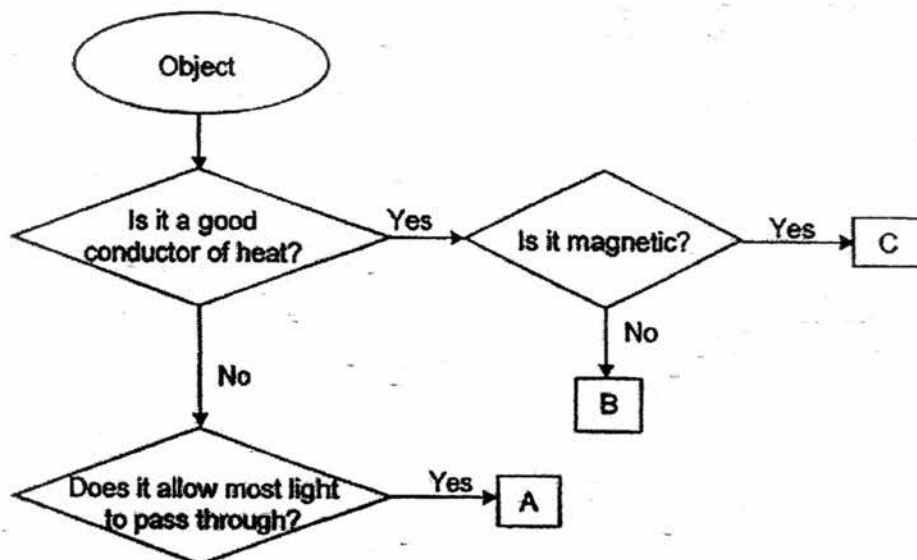 Object
Is it a good
conductor of heat?
Yes
Is it magnetic?
Yes
C
No
B
No
Does it allow most light
to pass through?
Yes
A